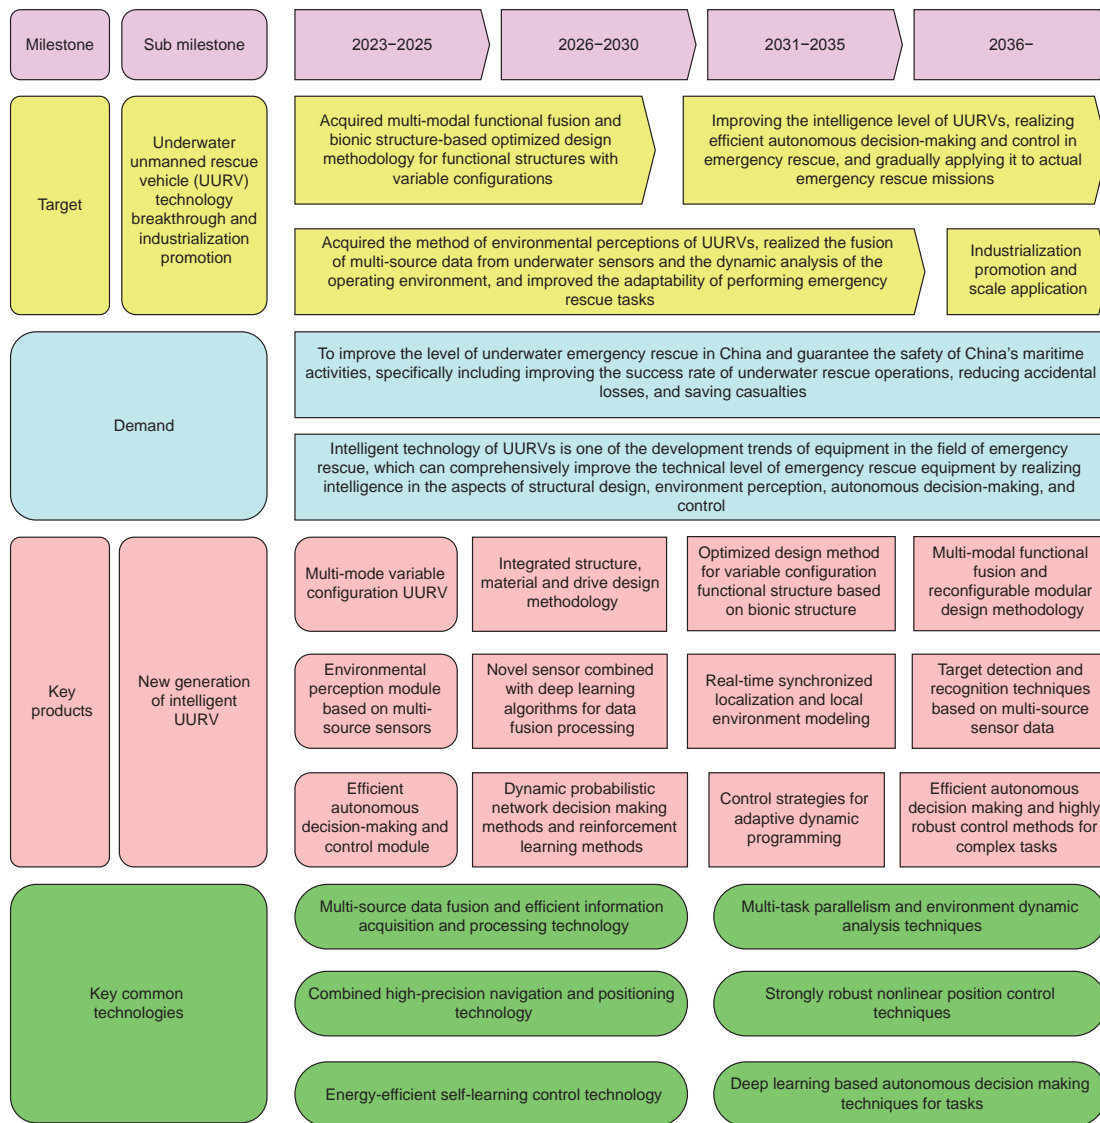 Milestone
Sub milestone
2023−2025
2026−2030
2031−2035
2036−
Target
Underwater
unmanned rescue
vehicle (UURV)
technology
breakthrough and
industrialization
promotion
Acquired multi-modal functional fusion and
bionic structure-based optimized design
methodology for functional structures with
variable configurations
Improving the intelligence level of UURVs, realizing
efficient autonomous decision-making and control in
emergency rescue, and gradually applying it to actual
emergency rescue missions
Acquired the method of environmental perceptions of UURVs, realized the fusion
of multi-source data from underwater sensors and the dynamic analysis of the
operating environment, and improved the adaptability of performing emergency
rescue tasks
Industrialization
promotion and
scale application
Demand
To improve the level of underwater emergency rescue in China and guarantee the safety of China's maritime
activities, specifically including improving the success rate of underwater rescue operations, reducing accidental
losses, and saving casualties
Intelligent technology of UURVs is one of the development trends of equipment in the field of emergency
rescue, which can comprehensively improve the technical level of emergency rescue equipment by realizing
intelligence in the aspects of structural design, environment perception, autonomous decision-making, and
control
Key
products
New generation
of intelligent
UURV
Multi-mode variable
configuration UURV
Integrated structure,
material and drive design
methodology
Optimized design method
for variable configuration
functional structure based
on bionic structure
Multi-modal functional
fusion and
reconfigurable modular
design methodology
Environmental
perception module
based on multi-
source sensors
Novel sensor combined
with deep learning
algorithms for data
fusion processing
Real-time synchronized
localization and local
environment modeling
Target detection and
recognition techniques
based on multi-source
sensor data
Efficient
autonomous
decision-making and
control module
Dynamic probabilistic
network decision making
methods and reinforcement
learning methods
Control strategies for
adaptive dynamic
programming
Efficient autonomous
decision making and highly
robust control methods for
complex tasks
Key common
technologies
Multi-source data fusion and efficient information
acquisition and processing technology
Multi-task parallelism and environment dynamic
analysis techniques
Combined high-precision navigation and positioning
technology
Strongly robust nonlinear position control
techniques
Energy-efficient self-learning control technology
Deep learning based autonomous decision making
techniques for tasks